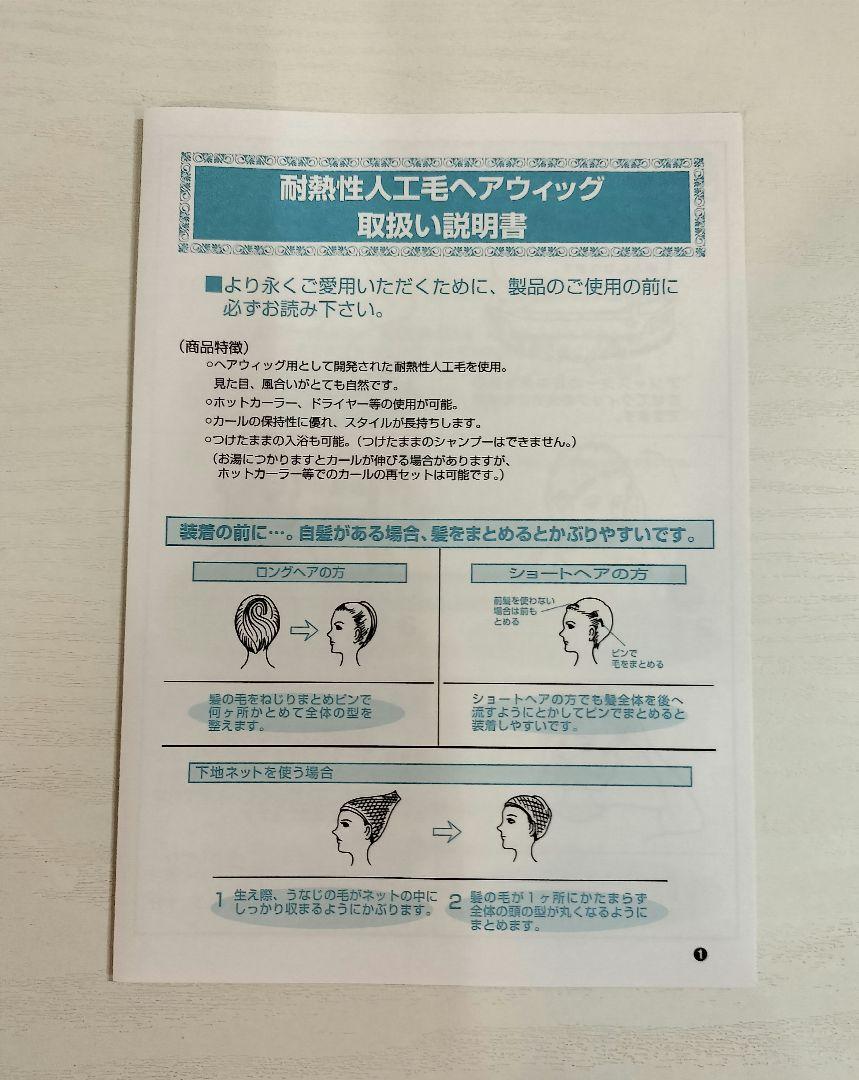 耐熱性人工毛ヘアウィッグ
取扱い説明書
■より永くご愛用いただくために、製品のご使用の前に
必ずお読み下さい。
(商品特徴)
○ヘアウィッグ用として開発された耐熱性人工毛を使用。
見た目、風合いがとても自然です。
○ホットカーラー、ドライヤー等の使用が可能。
○カールの保持性に優れ、スタイルが長持ちします。
○つけたままの入浴も可能。(つけたままのシャンプーはできません。)
(お湯につかりますとカールが伸びる場合がありますが、
ホットカーラー等でのカールの再セットは可能です。)
装着の前に…。自髪がある場合、髪をまとめるとかぶりやすいです。
ロングヘアの方
髪の毛をねじりまとめピンで
何ヶ所かとめて全体の型を
整えます。
ショートヘアの方
前髪を使わない
場合は前も
とめる
ピンで
毛をまとめる
ショートヘアの方でも髪全体を後へ
流すようにとかしてピンでまとめると
装着しやすいです。
下地ネットを使う場合
1 生え際、うなじの毛がネットの中に
しっかり収まるようにかぶります。
2 髪の毛が1ヶ所にかたまらず
全体の頭の型が丸くなるように
まとめます。
❶